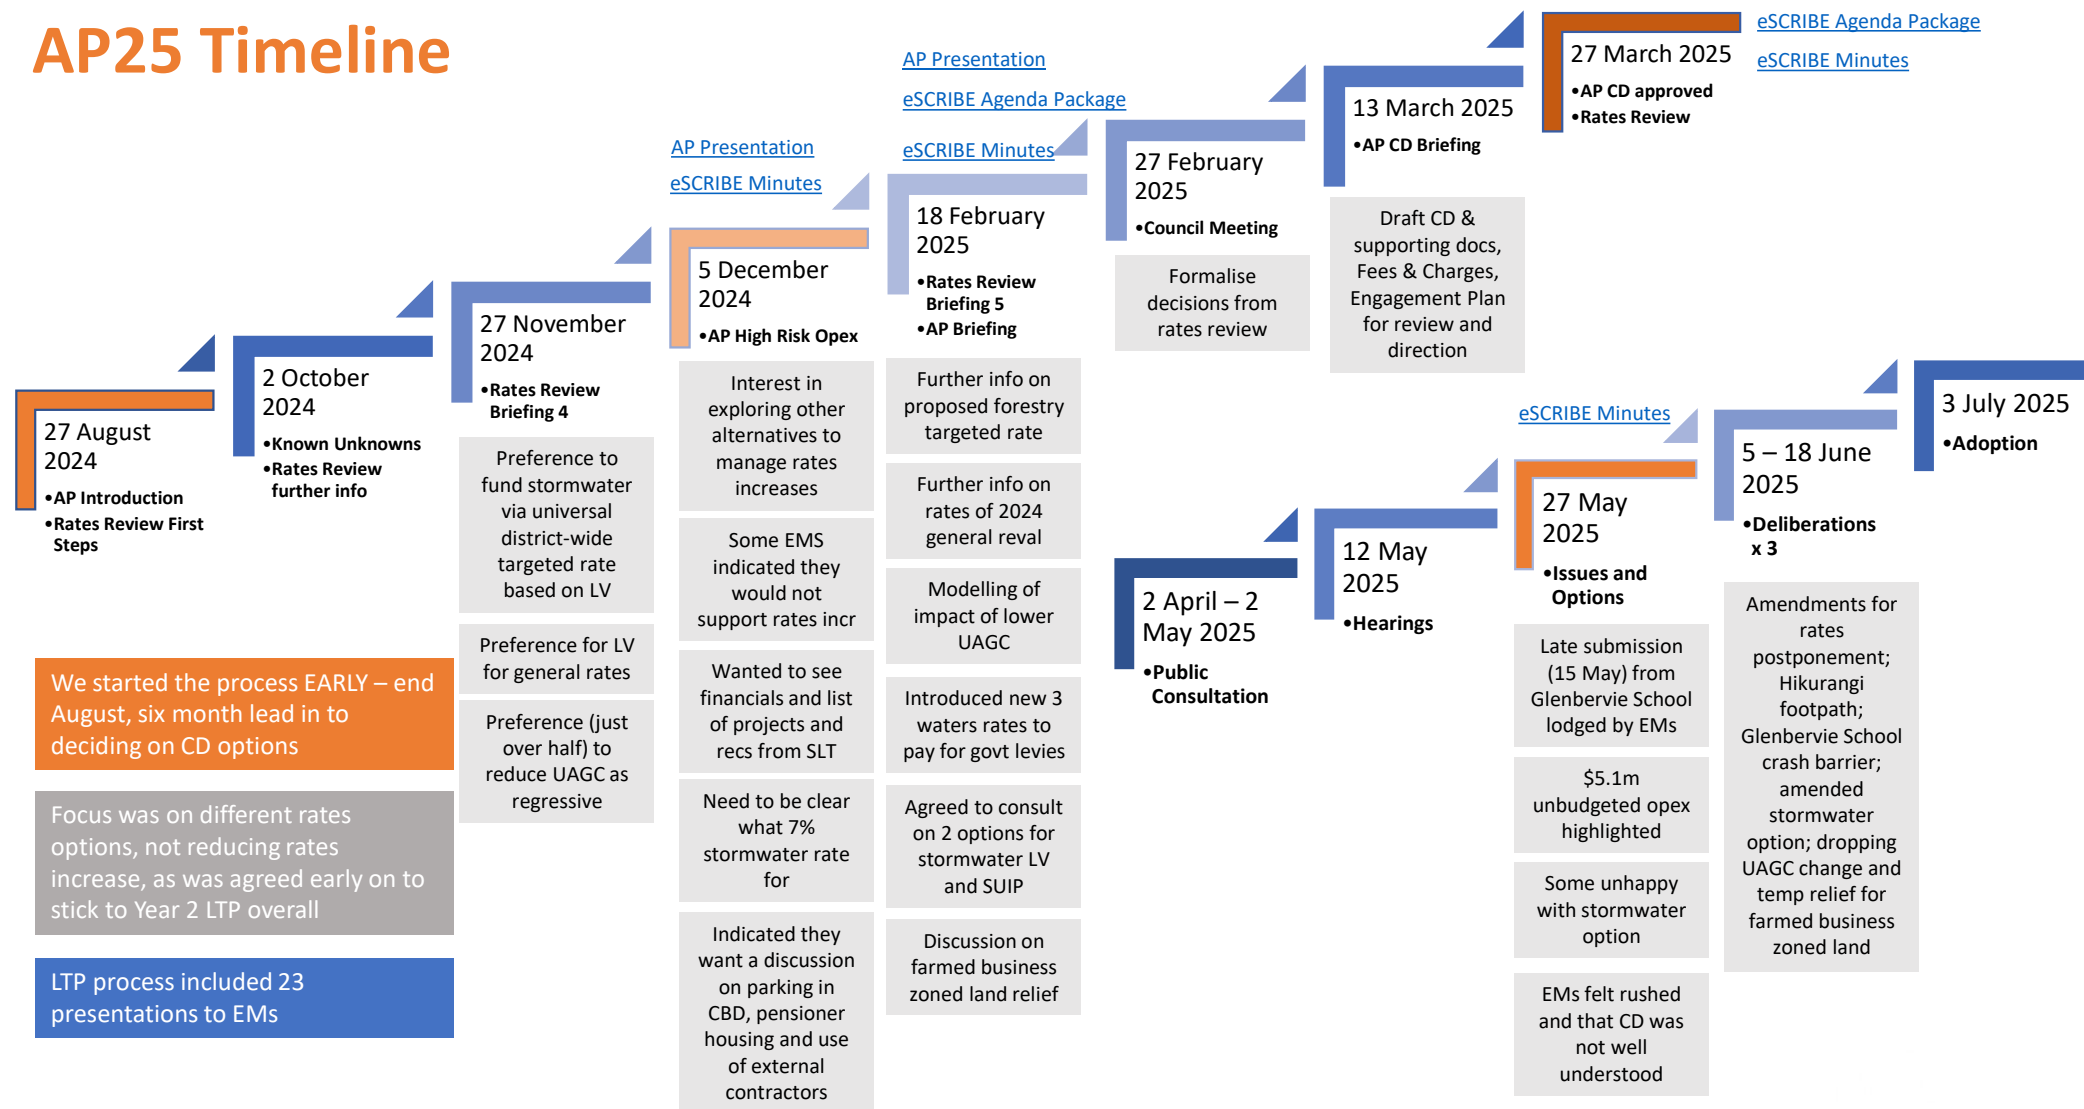 AP25 Timeline
27 August
2024
•AP Introduction
•Rates Review First
Steps
2 October
2024
•Known Unknowns
•Rates Review
further info
27 November
2024
•Rates Review
Briefing 4
Preference to
fund stormwater
via universal
district-wide
targeted rate
based on LV
Preference for LV
for general rates
Preference (just
over half) to
reduce UAGC as
regressive
AP Presentation
eSCRIBE Minutes
5 December
2024
•AP High Risk Opex
Interest in
exploring other
alternatives to
manage rates
increases
Some EMS
indicated they
would not
support rates incr
Wanted to see
financials and list
of projects and
recs from SLT
Need to be clear
what 7%
stormwater rate
for
Indicated they
want a discussion
on parking in
CBD, pensioner
housing and use
of external
contractors
AP Presentation
eSCRIBE Agenda Package
eSCRIBE Minutes
18 February
2025
•Rates Review
Briefing 5
•AP Briefing
Further info on
proposed forestry
targeted rate
Further info on
rates of 2024
general reval
Modelling of
impact of lower
UAGC
Introduced new 3
waters rates to
pay for govt levies
Agreed to consult
on 2 options for
stormwater LV
and SUIP
Discussion on
farmed business
zoned land relief
27 February
2025
•Council Meeting
Formalise
decisions from
rates review
13 March 2025
•AP CD Briefing
Draft CD &
supporting docs,
Fees & Charges,
Engagement Plan
for review and
direction
27 March 2025
•AP CD approved
•Rates Review
eSCRIBE Agenda Package
eSCRIBE Minutes
2 April – 2
May 2025
•Public
Consultation
12 May
2025
•Hearings
eSCRIBE Minutes
27 May
2025
•Issues and
Options
Late submission
(15 May) from
Glenbervie School
lodged by EMs
$5.1m
unbudgeted opex
highlighted
Some unhappy
with stormwater
option
EMs felt rushed
and that CD was
not well
understood
5 – 18 June
2025
•Deliberations
x 3
Amendments for
rates
postponement;
Hikurangi
footpath;
Glenbervie School
crash barrier;
amended
stormwater
option; dropping
UAGC change and
temp relief for
farmed business
zoned land
3 July 2025
•Adoption
We started the process EARLY – end
August, six month lead in to
deciding on CD options
Focus was on different rates
options, not reducing rates
increase, as was agreed early on to
stick to Year 2 LTP overall
LTP process included 23
presentations to EMs